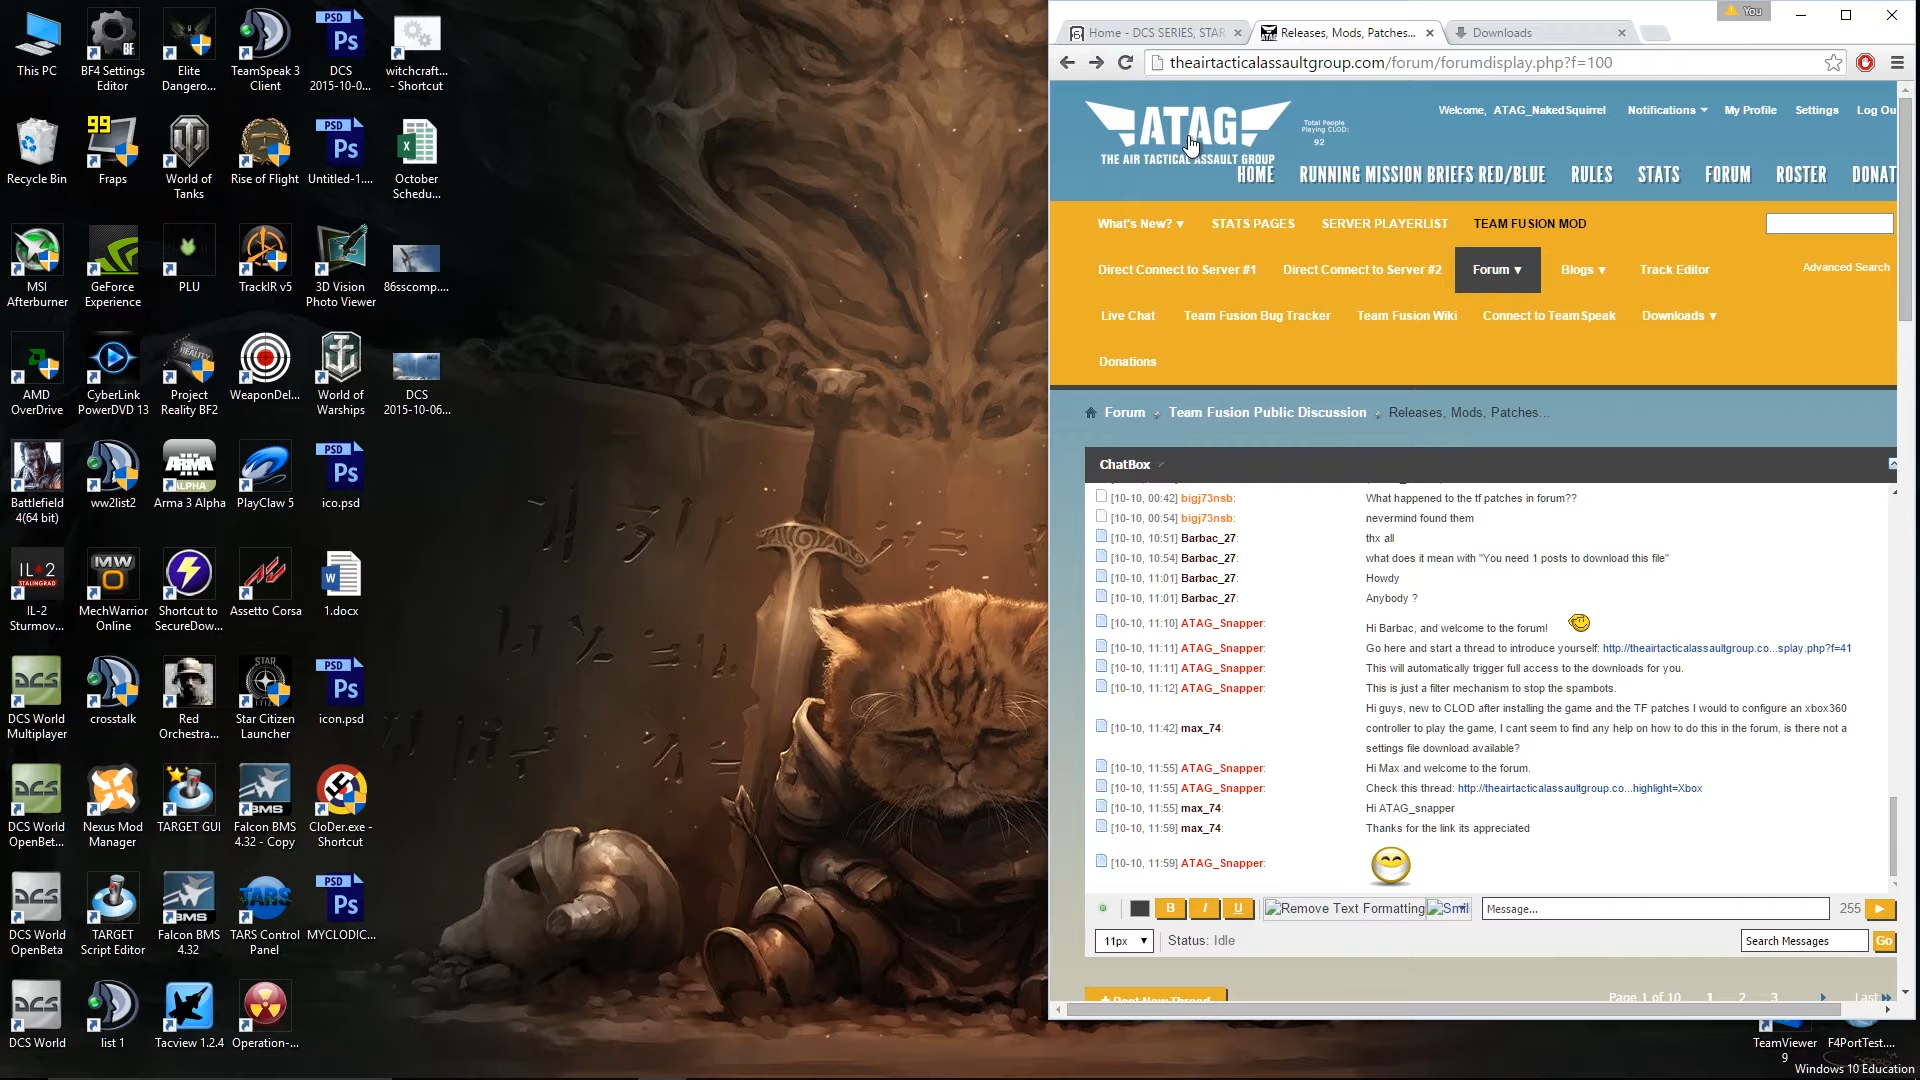 This PC
BF4 Settings
Editor
Elite
Dangero...
TeamSpeak 3
Client
DCS
2015-10-0...
witchcraft...
- Shortcut
Recycle Bin
99
Fraps
World of
Tanks
Rise of Flight
Untitled-1....
October
Schedu...
MSI
Afterburner
GeForce
Experience
PLU
TrackIR v5
3D Vision
Photo Viewer
86sscomp....
AMD
OverDrive
CyberLink
PowerDVD 13
Project
Reality BF2
WeaponDel...
World of
Warships
DCS
2015-10-06...
Battlefield
4(64 bit)
ww2list2
Arma 3 Alpha
PlayClaw 5
ico.psd
IL-2
Sturmov...
MechWarrior
Online
Shortcut to
SecureDow...
Assetto Corsa
1.docx
DCS World
Multiplayer
crosstalk
Red
Orchestra...
Star Citizen
Launcher
icon.psd
DCS World
OpenBet...
Nexus Mod
Manager
TARGET GUI
Falcon BMS
4.32 - Copy
CloDer.exe -
Shortcut
DCS World
OpenBeta
TARGET
Script Editor
Falcon BMS
4.32
TARS Control
Panel
MYCLODIC...
DCS World
list 1
Tacview 1.2.4
Operation-...
You
Home - DCS SERIES, STAR
Releases, Mods, Patches...
Downloads
theairtacticalassaultgroup.com/forum/forumdisplay.php?f=100
ATAG
THE AIR TACTICAL ASSAULT GROUP
Total People
Playing CLOD:
92
Welcome, ATAG_NakedSquirrel Notifications My Profile Settings Log Ou
HOME RUNNING MISSION BRIEFS RED/BLUE RULES STATS FORUM ROSTER DONAT
What's New? ▼ STATS PAGES SERVER PLAYERLIST TEAM FUSION MOD
Direct Connect to Server #1 Direct Connect to Server #2 Forum ▼ Blogs ▼ Track Editor Advanced Search
Live Chat Team Fusion Bug Tracker Team Fusion Wiki Connect to TeamSpeak Downloads ▼
Donations
Forum Team Fusion Public Discussion Releases, Mods, Patches...
ChatBox
[10-10, 00:42] bigj73nsb: What happened to the tf patches in forum??
[10-10, 00:54] bigj73nsb: nevermind found them
[10-10, 10:51] Barbac_27: thx all
[10-10, 10:54] Barbac_27: what does it mean with "You need 1 posts to download this file"
[10-10, 11:01] Barbac_27: Howdy
[10-10, 11:01] Barbac_27: Anybody ?
[10-10, 11:10] ATAG_Snapper: Hi Barbac, and welcome to the forum!
[10-10, 11:11] ATAG_Snapper: Go here and start a thread to introduce yourself: http://theairtacticalassaultgroup.co...splay.php?f=41
[10-10, 11:11] ATAG_Snapper: This will automatically trigger full access to the downloads for you.
[10-10, 11:12] ATAG_Snapper: This is just a filter mechanism to stop the spambots.
Hi guys, new to CLOD after installing the game and the TF patches I would to configure an xbox360
[10-10, 11:42] max_74: controller to play the game, I cant seem to find any help on how to do this in the forum, is there not a
settings file download available?
[10-10, 11:55] ATAG_Snapper: Hi Max and welcome to the forum.
[10-10, 11:55] ATAG_Snapper: Check this thread: http://theairtacticalassaultgroup.co...highlight=Xbox
[10-10, 11:55] max_74: Hi ATAG_snapper
[10-10, 11:59] max_74: Thanks for the link its appreciated
[10-10, 11:59] ATAG_Snapper:
B I U Remove Text Formatting Smil Message... 255
11px ▼ Status: Idle Search Messages Go
+ Post New Thread Page 1 of 10 1 2 3 Last
TeamViewer
9
F4PortTest....
Windows 10 Education